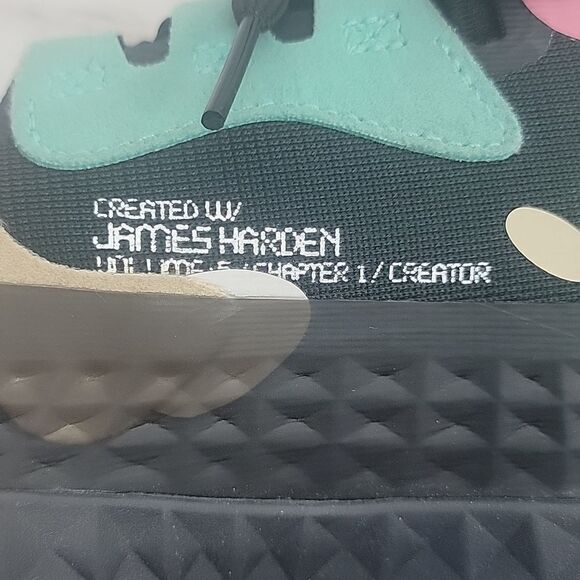 CREATED W/
JAMES HARDEN
VOLUME 5 / CHAPTER 1 / CREATOR